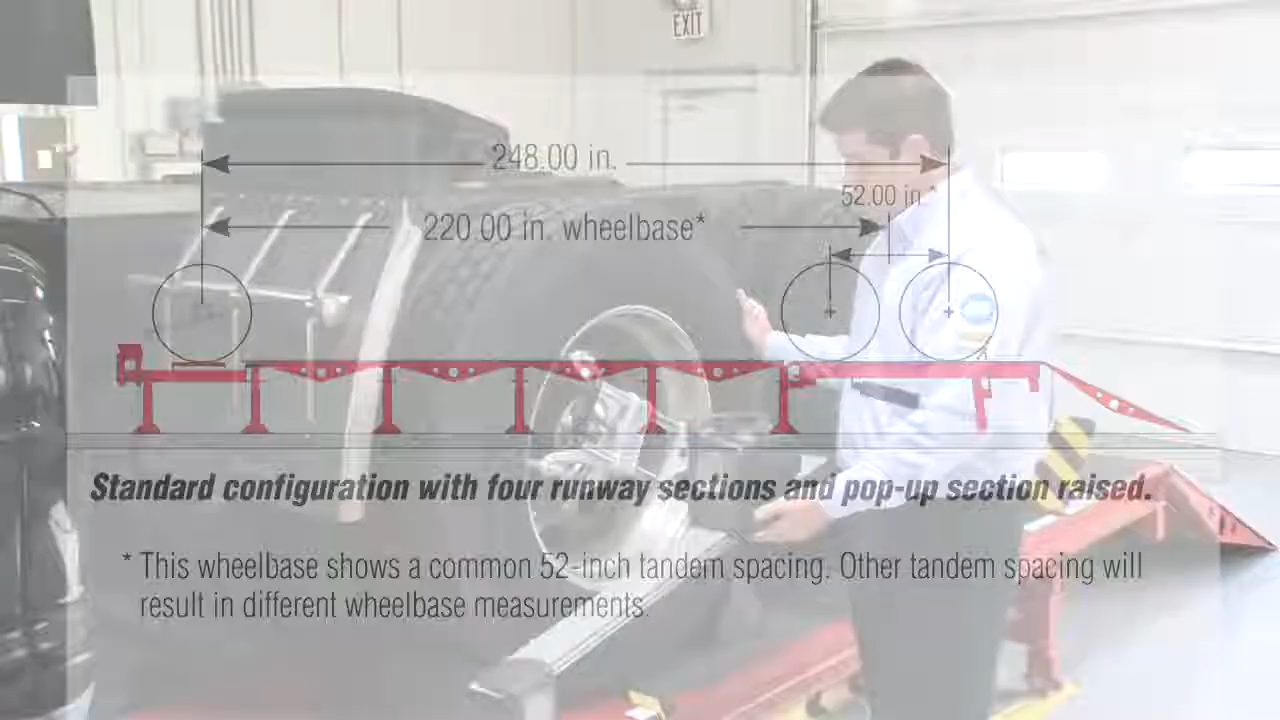 EXIT
248.00 in.
52.00 in.*
220.00 in. wheelbase*
Standard configuration with four runway sections and pop-up section raised.
* This wheelbase shows a common 52-inch tandem spacing. Other tandem spacing will
result in different wheelbase measurements.